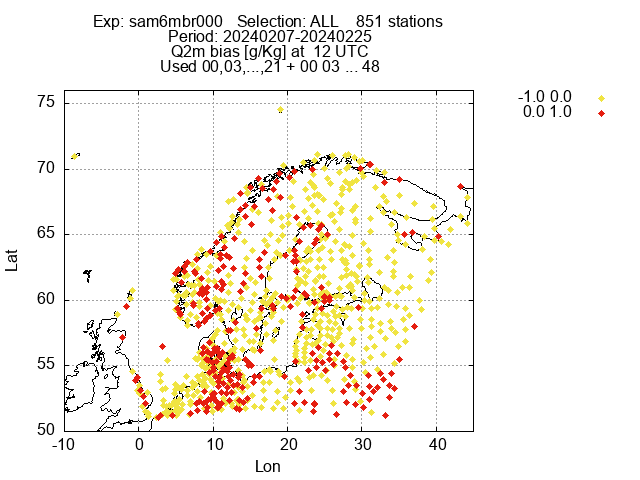 Exp: sam6mbr000   Selection: ALL    851 stations
Period: 20240207-20240225
Q2m bias [g/Kg] at  12 UTC
Used 00,03,...,21 + 00 03 ... 48
-1.0 0.0
0.0 1.0
75
70
65
60
55
50
Lat
-10 0 10 20 30 40
Lon